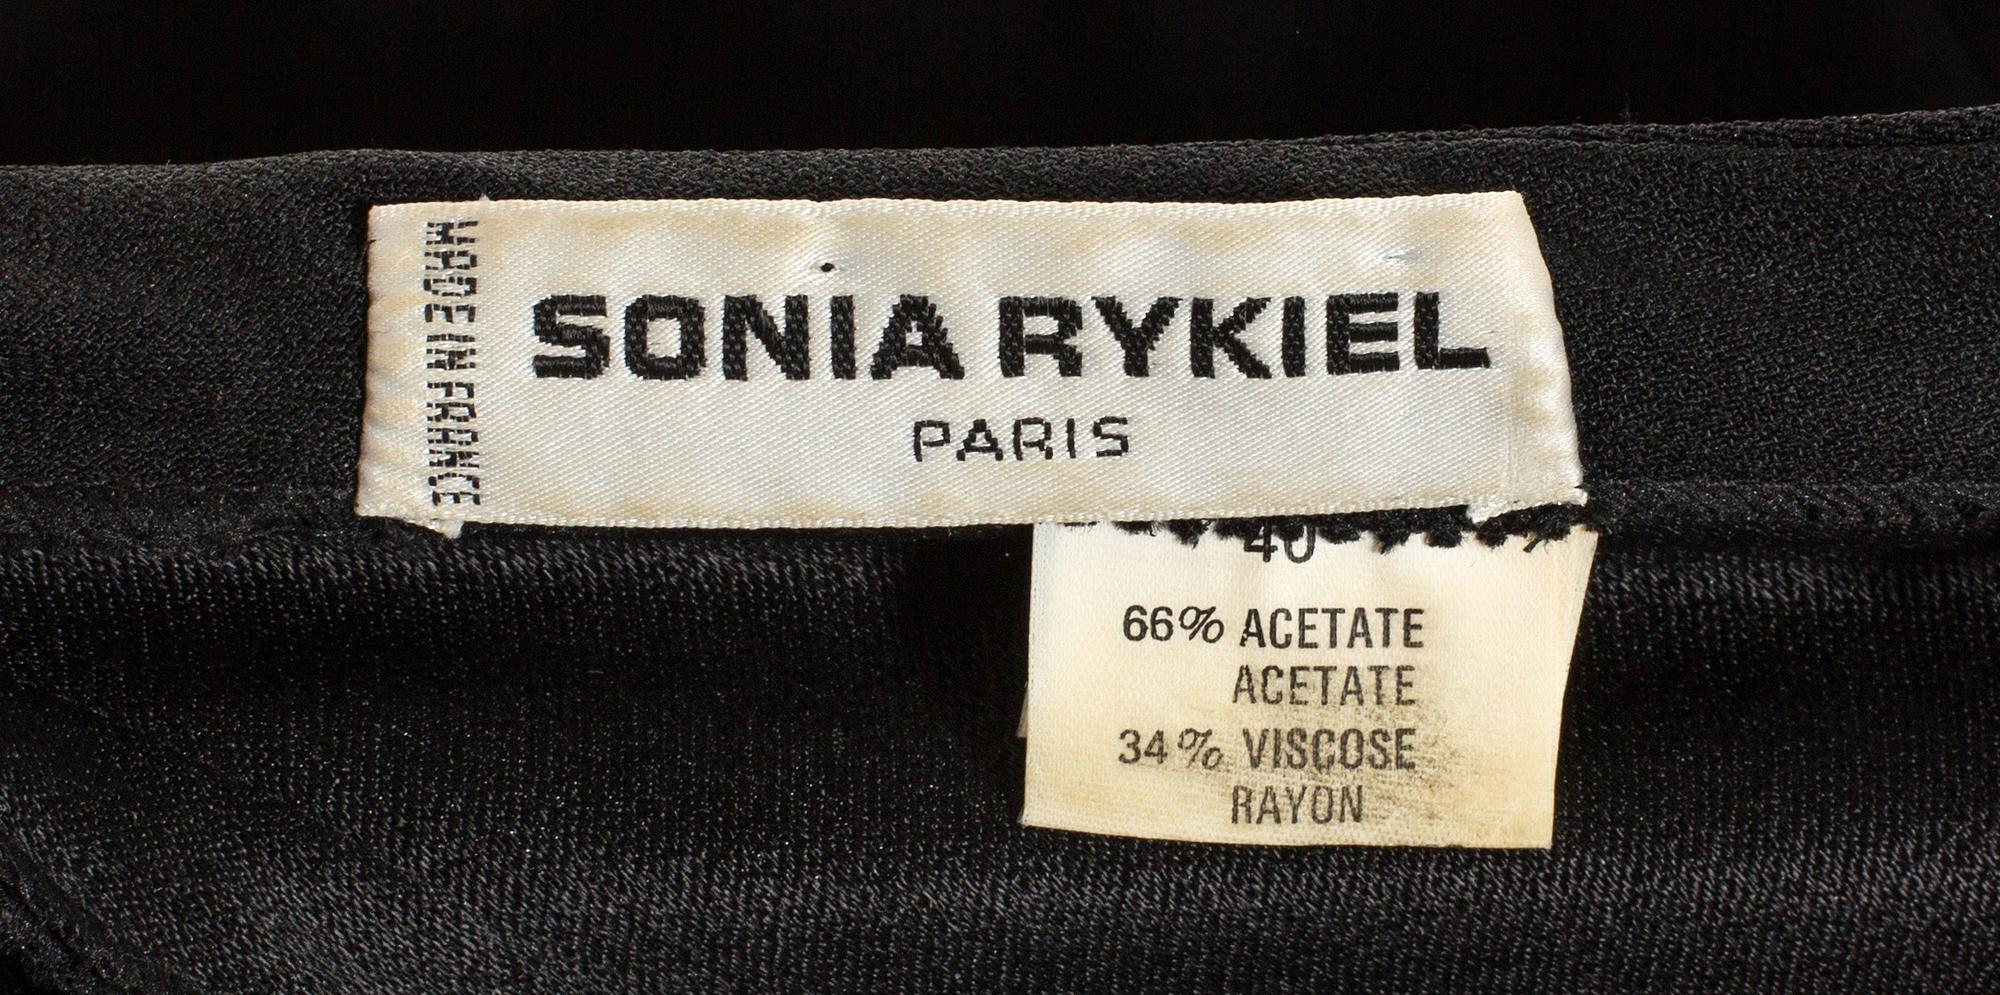 MADE IN FRANCE
SONIA RYKIEL
PARIS
40
66% ACETATE
ACETATE
34% VISCOSE
RAYON